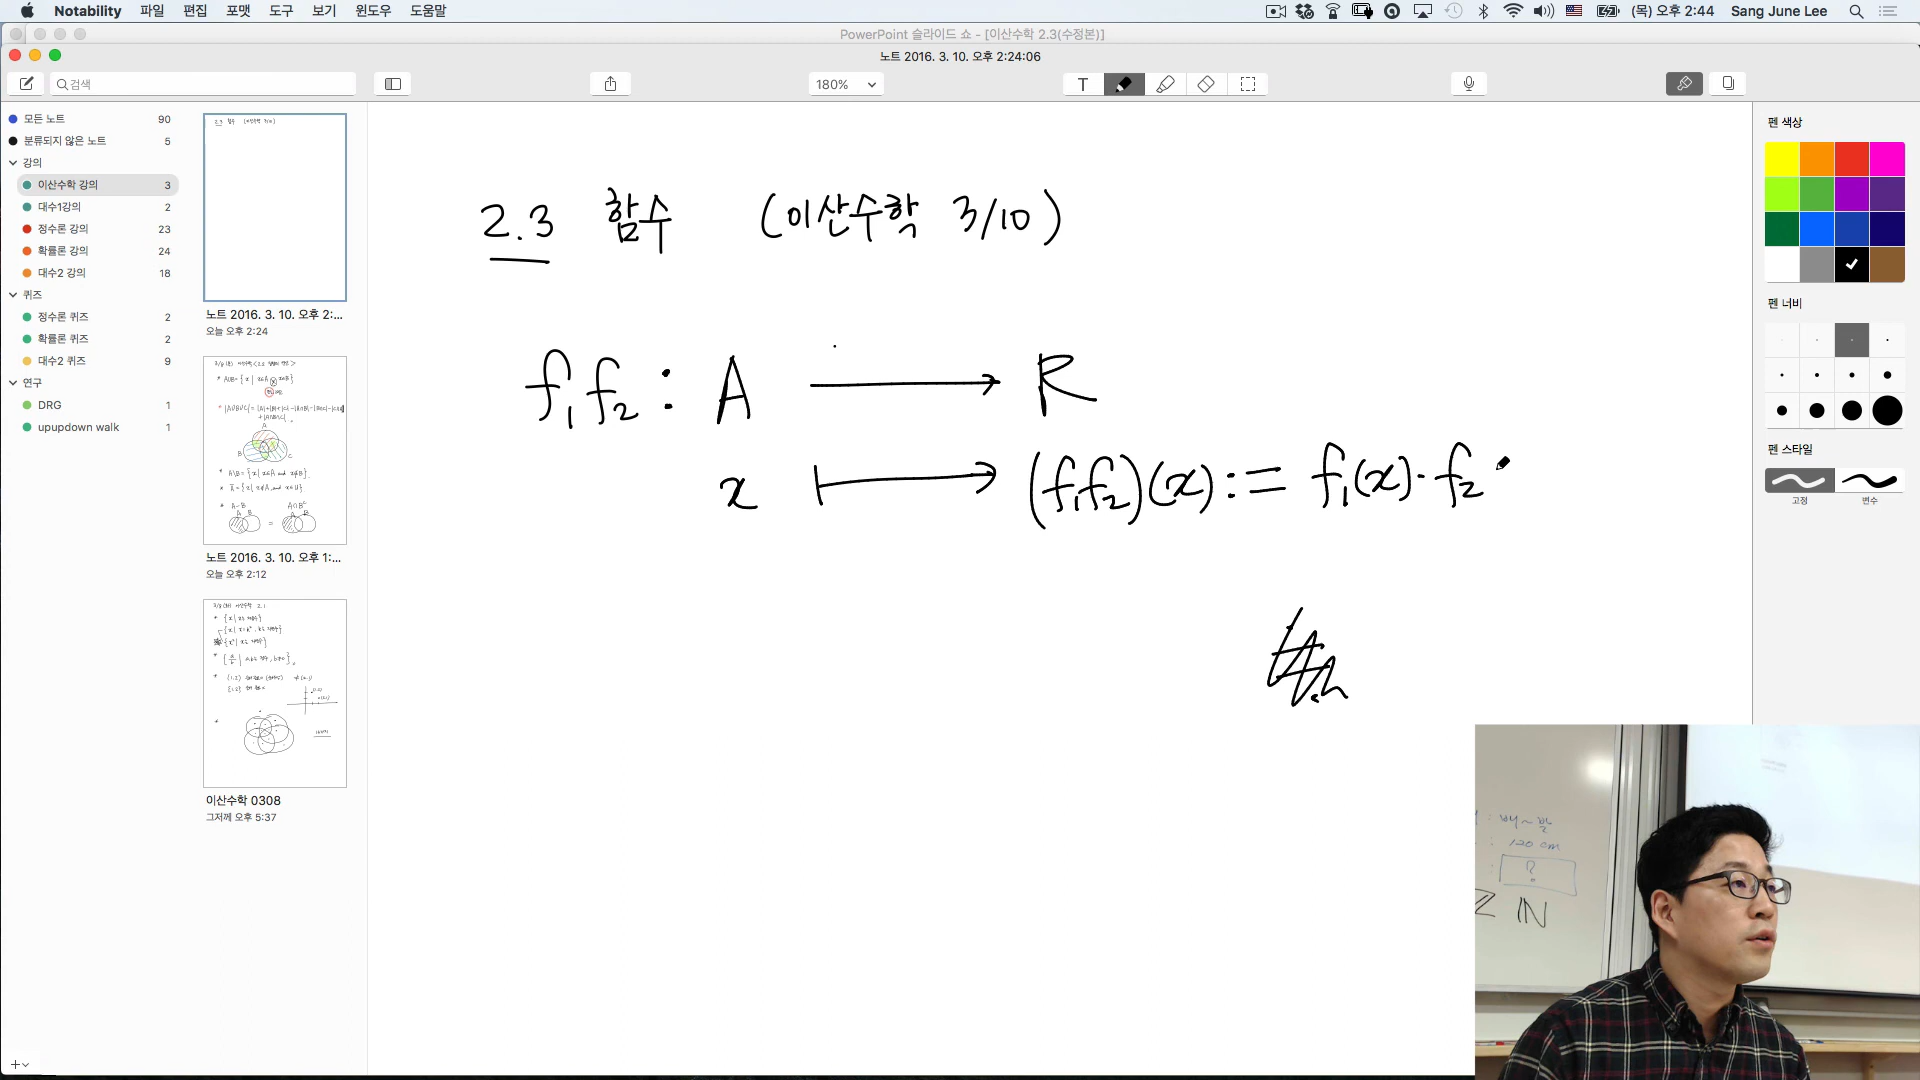 Notability 파일 편집 포맷 도구 보기 윈도우 도움말 (목) 오후 2:44 Sang June Lee
PowerPoint 슬라이드 쇼 - [이산수학 2.3(수정본)]
노트 2016. 3. 10. 오후 2:24:06
검색 180% T
모든 노트 90
분류되지 않은 노트 5
강의
이산수학 강의 3
대수1강의 2
정수론 강의 23
확률론 강의 24
대수2 강의 18
퀴즈
정수론 퀴즈 2
확률론 퀴즈 2
대수2 퀴즈 9
연구
DRG 1
upupdown walk 1
노트 2016. 3. 10. 오후 2:...
오늘 오후 2:24
노트 2016. 3. 10. 오후 1:...
오늘 오후 2:12
이산수학 0308
그저께 오후 5:37
2.3 함수 (이산수학 3/10)
f₁f₂ : A → R
x ↦ (f₁f₂)(x) := f₁(x)·f₂
펜 색상
펜 너비
펜 스타일
고정 변수
120 cm
?
Z IN